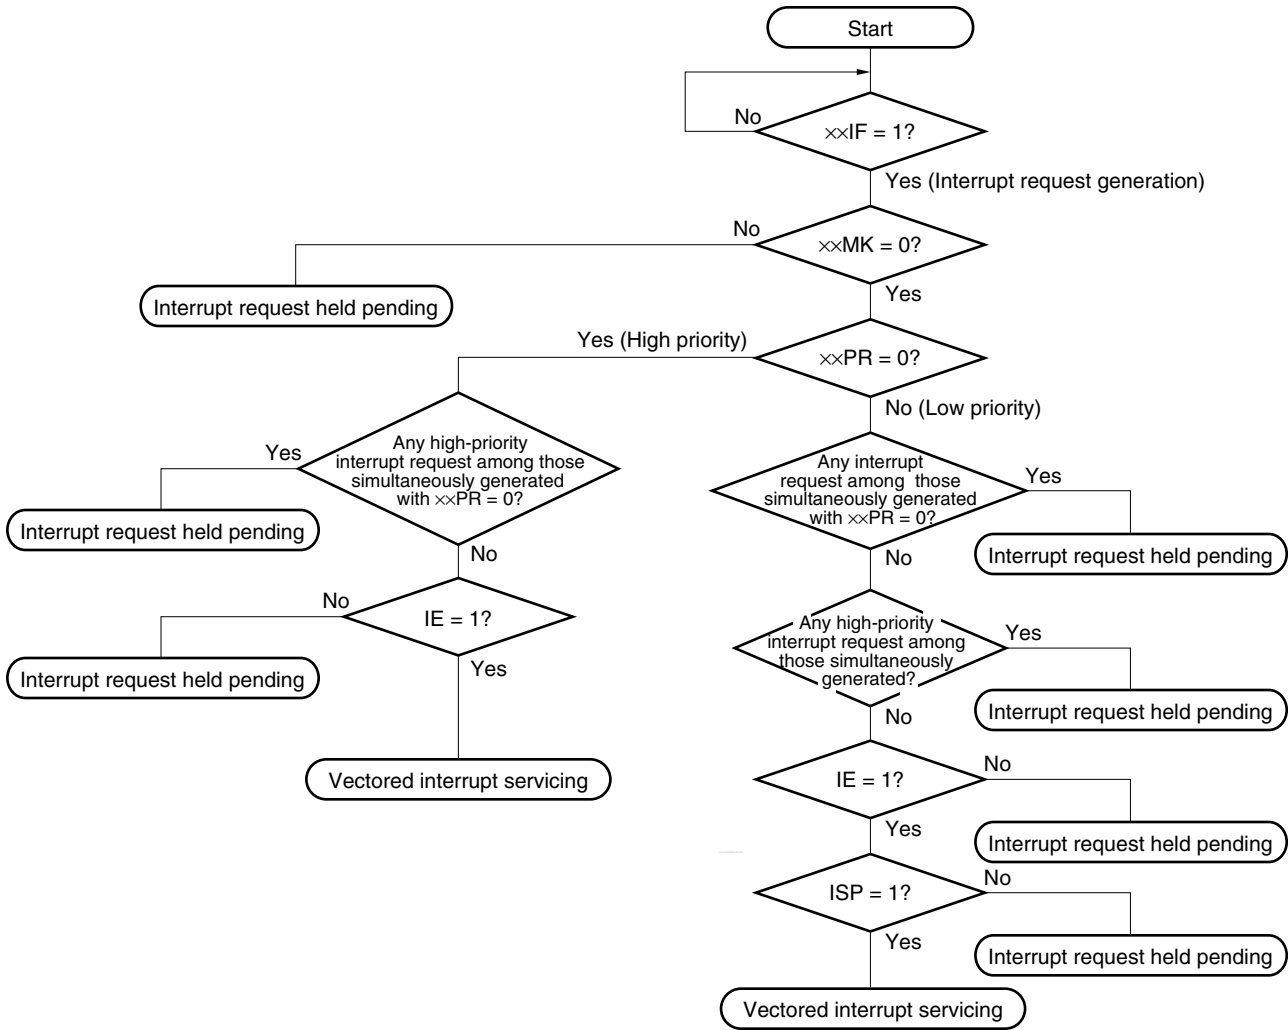 Start
No
××IF = 1?
Yes (Interrupt request generation)
No
××MK = 0?
Interrupt request held pending
Yes
Yes (High priority)
××PR = 0?
No (Low priority)
Yes
Any high-priority
interrupt request among those
simultaneously generated
with ××PR = 0?
Any interrupt
request among those
simultaneously generated
with ××PR = 0?
Yes
Interrupt request held pending
No
Interrupt request held pending
No
No
IE = 1?
Any high-priority
interrupt request among
those simultaneously
generated?
Yes
Interrupt request held pending
Yes
Interrupt request held pending
No
Vectored interrupt servicing
IE = 1?
No
Yes
Interrupt request held pending
ISP = 1?
No
Yes
Interrupt request held pending
Vectored interrupt servicing